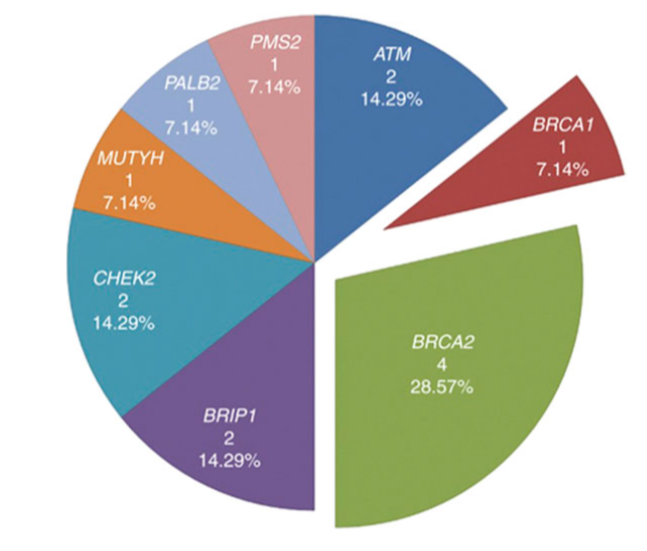 PMS2
1
7.14%
ATM
2
14.29%
PALB2
1
7.14%
BRCA1
1
7.14%
MUTYH
1
7.14%
CHEK2
2
14.29%
BRCA2
4
28.57%
BRIP1
2
14.29%